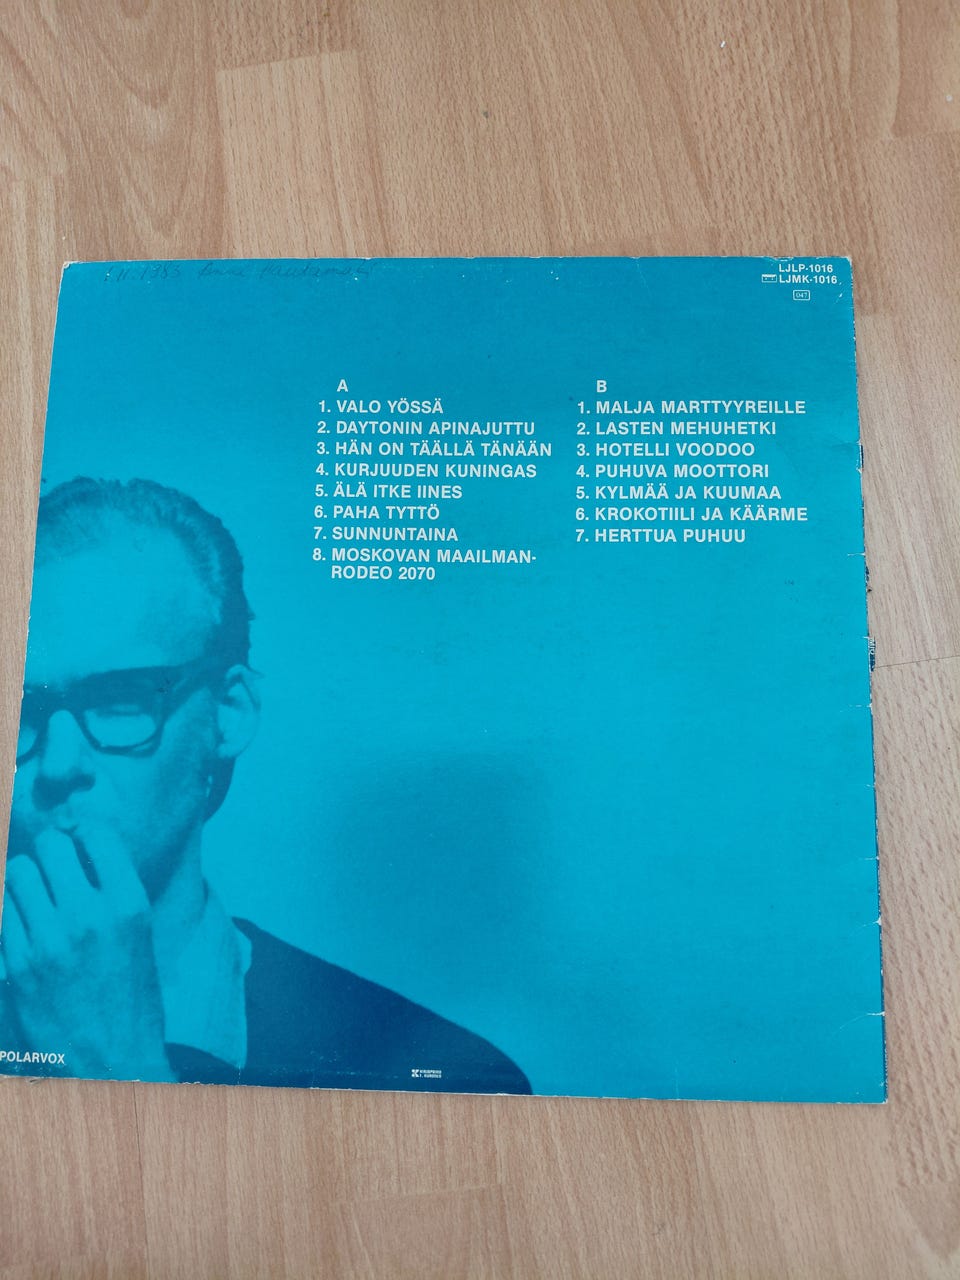 1983
LJLP-1016
LJMK-1016
047
A
1. VALO YÖSSÄ
2. DAYTONIN APINAJUTTU
3. HÄN ON TÄÄLLÄ TÄNÄÄN
4. KURJUUDEN KUNINGAS
5. ÄLÄ ITKE IINES
6. PAHA TYTTÖ
7. SUNNUNTAINA
8. MOSKOVAN MAAILMAN-
RODEO 2070
B
1. MALJA MARTTYYREILLE
2. LASTEN MEHUHETKI
3. HOTELLI VOODOO
4. PUHUVA MOOTTORI
5. KYLMÄÄ JA KUUMAA
6. KROKOTIILI JA KÄÄRME
7. HERTTUA PUHUU
POLARVOX